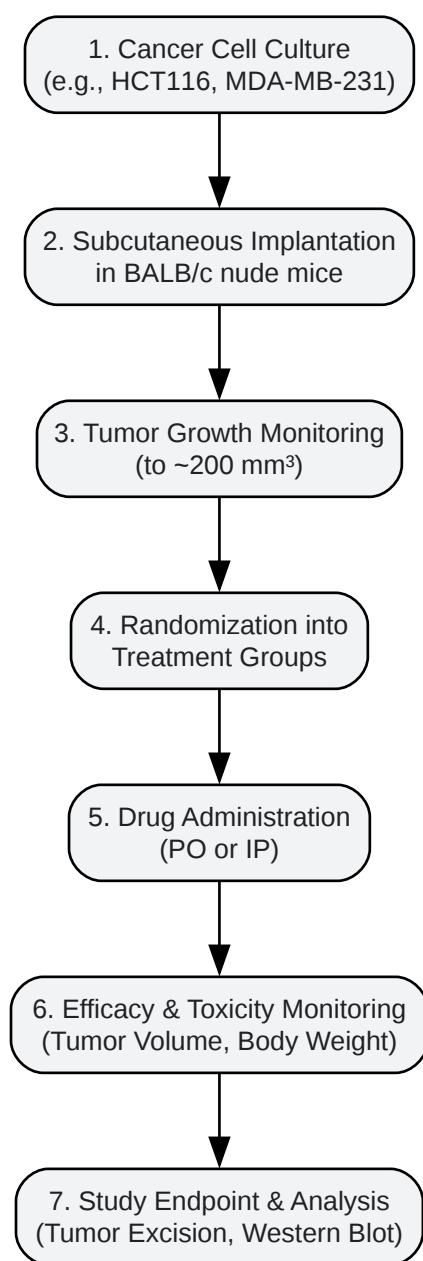 1. Cancer Cell Culture
(e.g., HCT116, MDA-MB-231)
2. Subcutaneous Implantation
in BALB/c nude mice
3. Tumor Growth Monitoring
(to ~200 mm³)
4. Randomization into
Treatment Groups
5. Drug Administration
(PO or IP)
6. Efficacy & Toxicity Monitoring
(Tumor Volume, Body Weight)
7. Study Endpoint & Analysis
(Tumor Excision, Western Blot)